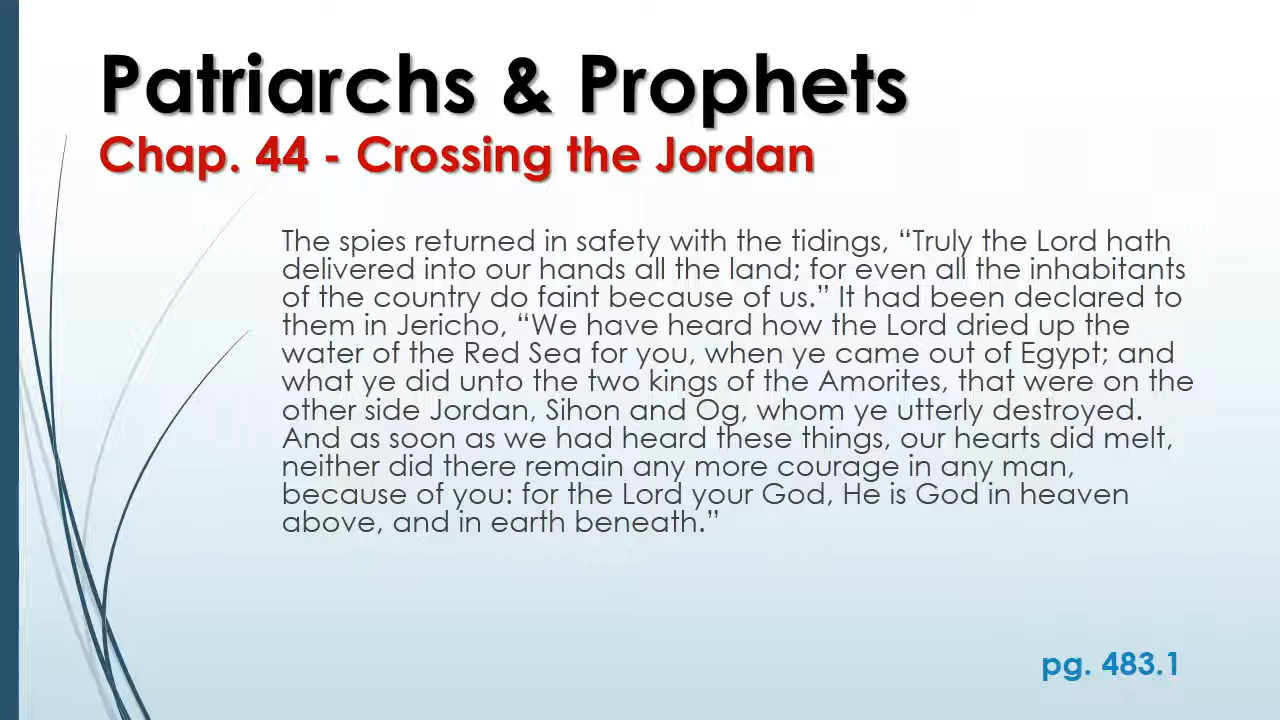 Patriarchs & Prophets
Chap. 44 - Crossing the Jordan
The spies returned in safety with the tidings, “Truly the Lord hath
delivered into our hands all the land; for even all the inhabitants
of the country do faint because of us.” It had been declared to
them in Jericho, “We have heard how the Lord dried up the
water of the Red Sea for you, when ye came out of Egypt; and
what ye did unto the two kings of the Amorites, that were on the
other side Jordan, Sihon and Og, whom ye utterly destroyed.
And as soon as we had heard these things, our hearts did melt,
neither did there remain any more courage in any man,
because of you: for the Lord your God, He is God in heaven
above, and in earth beneath.”
pg. 483.1